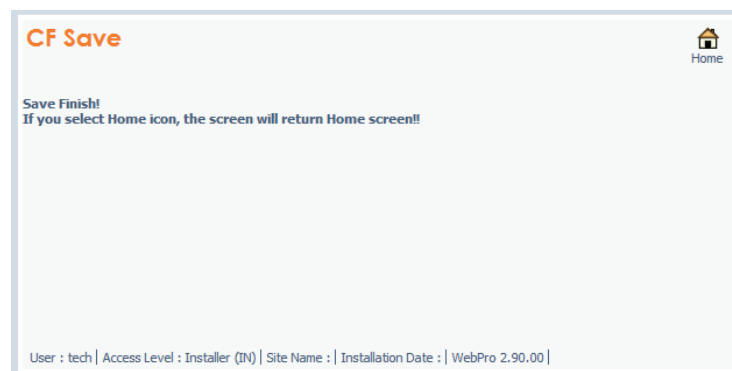 CF Save
Home
Save Finish!
If you select Home icon, the screen will return Home screen!!
User : tech | Access Level : Installer (IN) | Site Name : | Installation Date : | WebPro 2.90.00 |